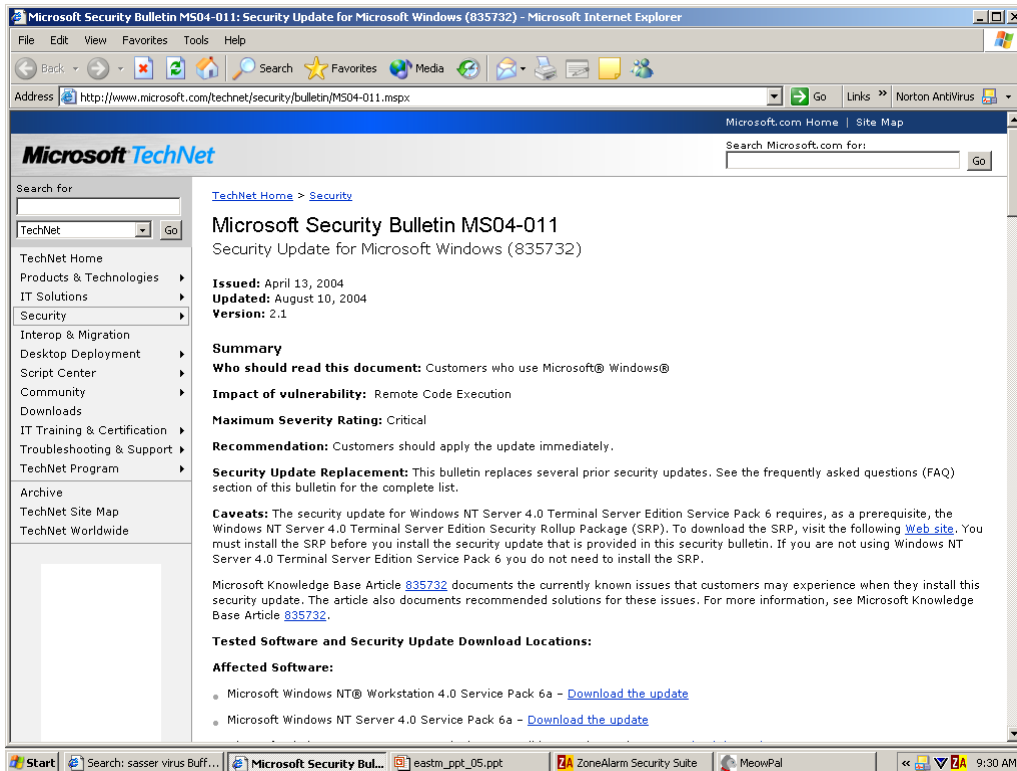 Microsoft Security Bulletin MS04-011: Security Update for Microsoft Windows (835732) - Microsoft Internet Explorer
File Edit View Favorites Tools Help
Back Search Favorites Media
Address http://www.microsoft.com/technet/security/bulletin/MS04-011.mspx Go Links » Norton AntiVirus
Microsoft.com Home | Site Map
Microsoft TechNet
Search Microsoft.com for:
Go
Search for
TechNet Go
TechNet Home
Products & Technologies
IT Solutions
Security
Interop & Migration
Desktop Deployment
Script Center
Community
Downloads
IT Training & Certification
Troubleshooting & Support
TechNet Program
Archive
TechNet Site Map
TechNet Worldwide
TechNet Home > Security
Microsoft Security Bulletin MS04-011
Security Update for Microsoft Windows (835732)
Issued: April 13, 2004
Updated: August 10, 2004
Version: 2.1
Summary
Who should read this document: Customers who use Microsoft® Windows®
Impact of vulnerability: Remote Code Execution
Maximum Severity Rating: Critical
Recommendation: Customers should apply the update immediately.
Security Update Replacement: This bulletin replaces several prior security updates. See the frequently asked questions (FAQ)
section of this bulletin for the complete list.
Caveats: The security update for Windows NT Server 4.0 Terminal Server Edition Service Pack 6 requires, as a prerequisite, the
Windows NT Server 4.0 Terminal Server Edition Security Rollup Package (SRP). To download the SRP, visit the following Web site. You
must install the SRP before you install the security update that is provided in this security bulletin. If you are not using Windows NT
Server 4.0 Terminal Server Edition Service Pack 6 you do not need to install the SRP.
Microsoft Knowledge Base Article 835732 documents the currently known issues that customers may experience when they install this
security update. The article also documents recommended solutions for these issues. For more information, see Microsoft Knowledge
Base Article 835732.
Tested Software and Security Update Download Locations:
Affected Software:
Microsoft Windows NT® Workstation 4.0 Service Pack 6a – Download the update
Microsoft Windows NT Server 4.0 Service Pack 6a – Download the update
Start Search: sasser virus Buff... Microsoft Security Bul... eastm_ppt_05.ppt ZA ZoneAlarm Security Suite MeowPal « ZA 9:30 AM